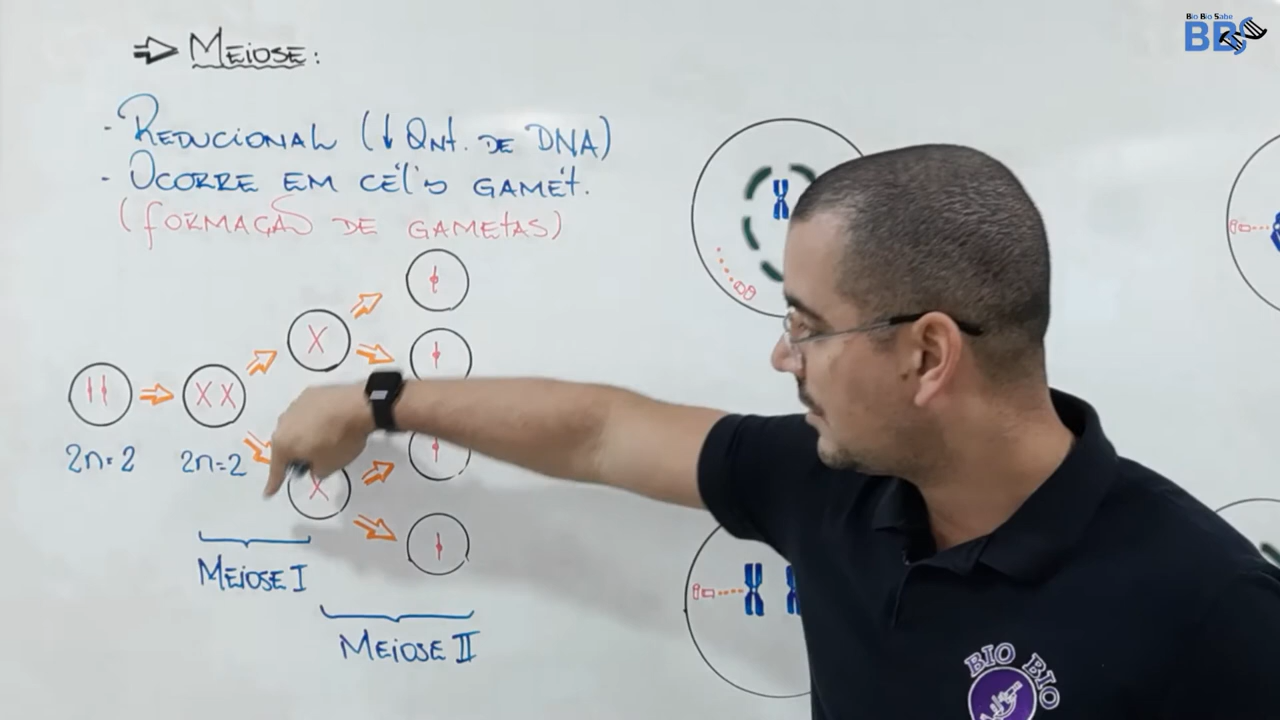 ⇒ MEIOSE:
- REDUCIONAL (↓ QNT. DE DNA)
- OCORRE EM CÉL'S GAMÉT.
(FORMAÇÃO DE GAMETAS)
2n=2
2n=2
MEIOSE I
MEIOSE II
Bio Bio Sabe
BBS
BIO BIO